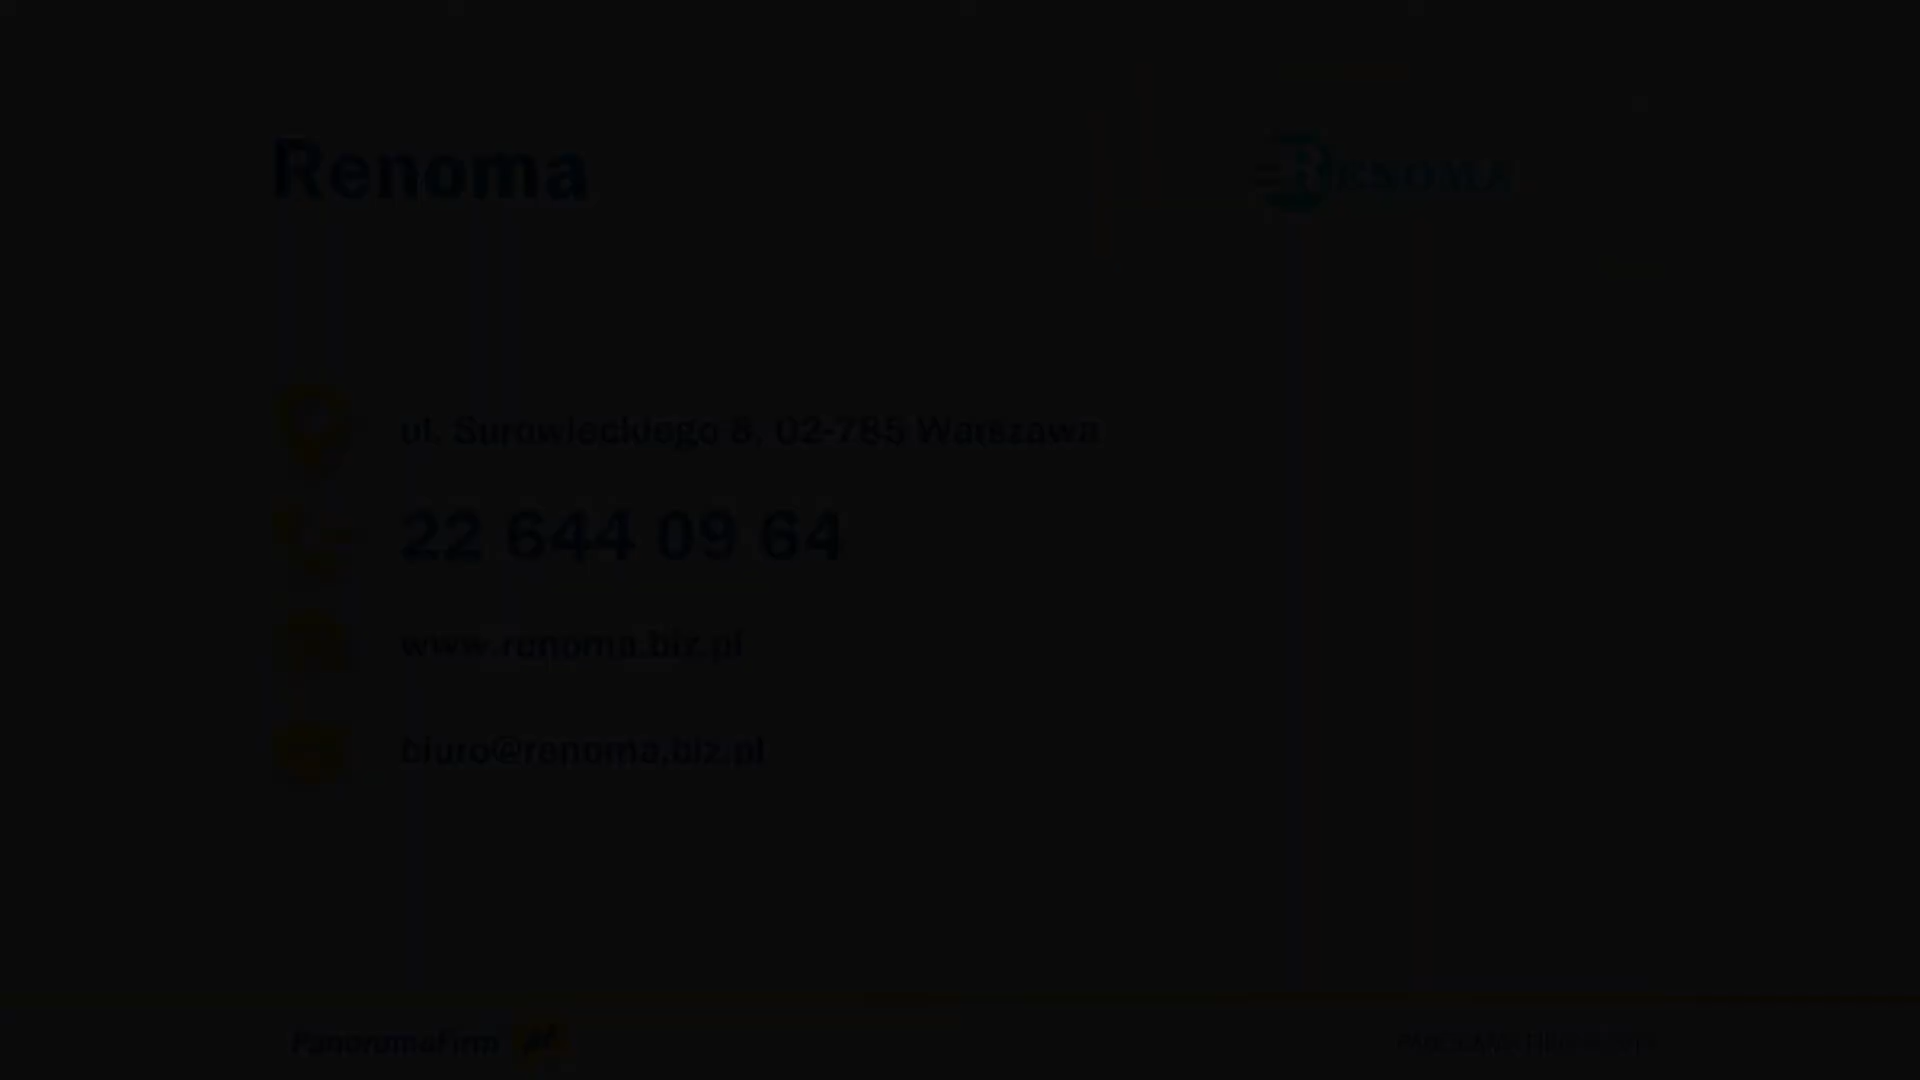 Renoma
RENOMA
ul. Surowieckiego 8, 02-785 Warszawa
22 644 09 64
www.renoma.biz.pl
biuro@renoma.biz.pl
PanoramaFirm